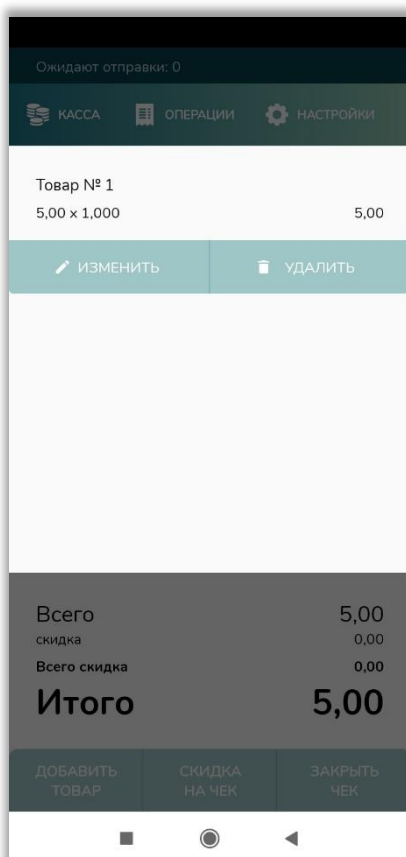 Ожидают отправки: 0
КАССА ОПЕРАЦИИ НАСТРОЙКИ
Товар № 1
5,00 x 1,000 5,00
ИЗМЕНИТЬ УДАЛИТЬ
Всего 5,00
скидка 0,00
Всего скидка 0,00
Итого 5,00
ДОБАВИТЬ ТОВАР СКИДКА НА ЧЕК ЗАКРЫТЬ ЧЕК